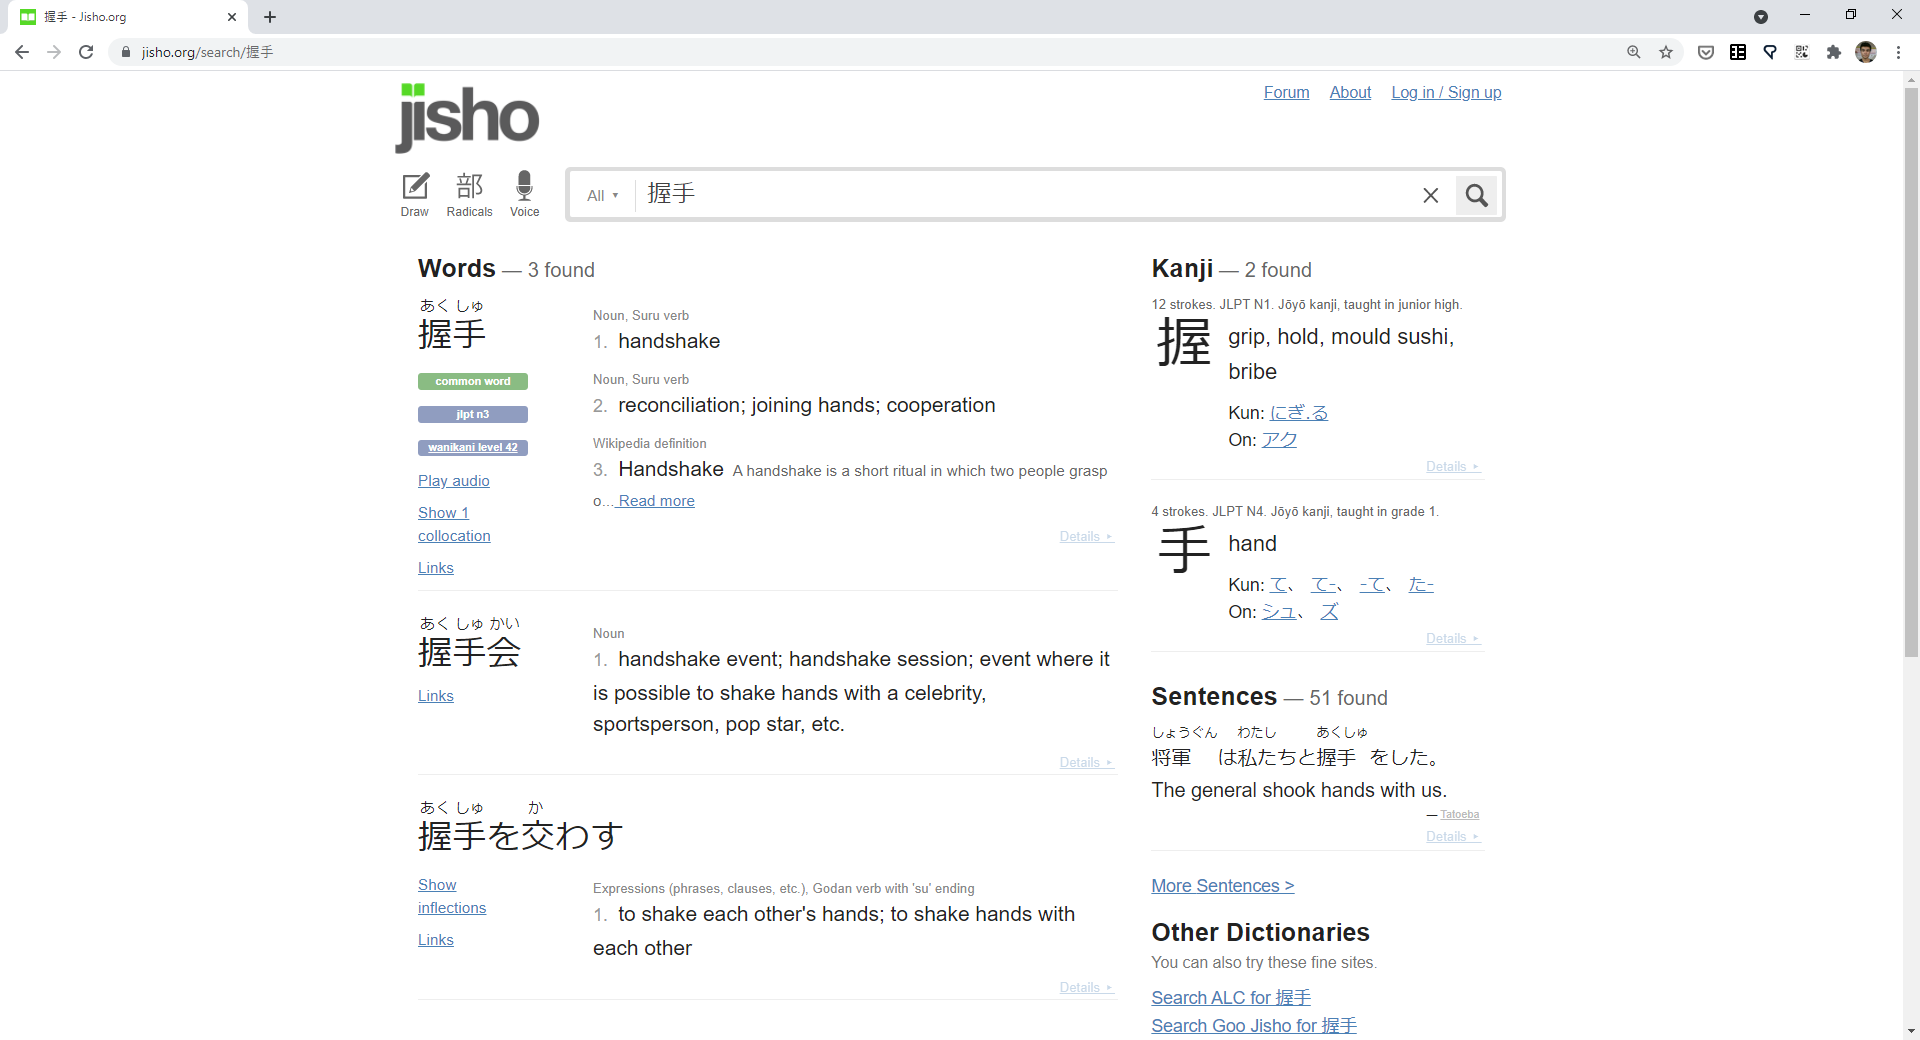 握手 - Jisho.org
jisho.org/search/握手
jisho
Forum About Log in / Sign up
Draw Radicals Voice
部
All 握手
Words — 3 found
あく しゅ
握手
common word
jlpt n3
wanikani level 42
Play audio
Show 1
collocation
Links
Noun, Suru verb
1. handshake
Noun, Suru verb
2. reconciliation; joining hands; cooperation
Wikipedia definition
3. Handshake A handshake is a short ritual in which two people grasp
o... Read more
Details
あく しゅ かい
握手会
Links
Noun
1. handshake event; handshake session; event where it
is possible to shake hands with a celebrity,
sportsperson, pop star, etc.
Details
あく しゅ か
握手を交わす
Show
inflections
Links
Expressions (phrases, clauses, etc.), Godan verb with 'su' ending
1. to shake each other's hands; to shake hands with
each other
Details
Kanji — 2 found
12 strokes. JLPT N1. Jōyō kanji, taught in junior high.
握
grip, hold, mould sushi,
bribe
Kun: にぎ.る
On: アク
Details
4 strokes. JLPT N4. Jōyō kanji, taught in grade 1.
手
hand
Kun: て、 て-、 -て、 た-
On: シュ、 ズ
Details
Sentences — 51 found
しょうぐん わたし あくしゅ
将軍 は私たちと握手 をした。
The general shook hands with us.
— Tatoeba
Details
More Sentences >
Other Dictionaries
You can also try these fine sites.
Search ALC for 握手
Search Goo Jisho for 握手